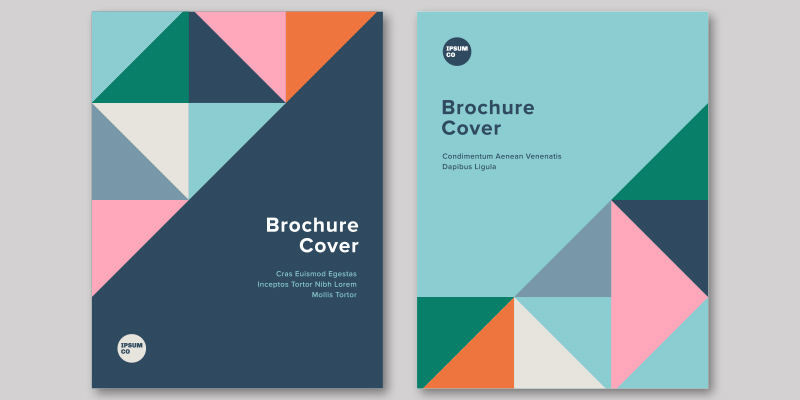 Brochure
Cover
Cras Euismod Egestas
Inceptos Tortor Nibh Lorem
Mollis Tortor
IPSUM
CO
IPSUM
CO
Brochure
Cover
Condimentum Aenean Venenatis
Dapibus Ligula